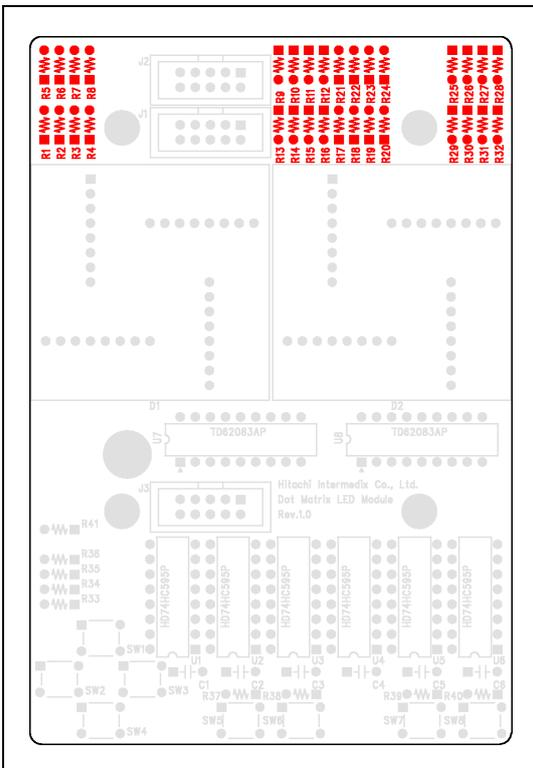 J2
R5 R6 R7 R8 R9 R10 R11 R12 R21 R22 R23 R24 R25 R26 R27 R28
J1
R1 R2 R3 R4 R13 R14 R15 R16 R17 R18 R19 R20 R29 R30 R31 R32
D1 D2
U7 TD62083AP U8 TD62083AP
J3
Hitachi Intermedix Co., Ltd.
Dot Matrix LED Module
Rev.1.0
R41
R36
R35
R34
R33
HD74HC595P HD74HC595P HD74HC595P HD74HC595P HD74HC595P HD74HC595P
SW1
U1 U2 U3 U4 U5 U6
C1 C2 C3 C4 C5 C6
SW2 SW3
R37 R38 R39 R40
SW4 SW5 SW6 SW7 SW8